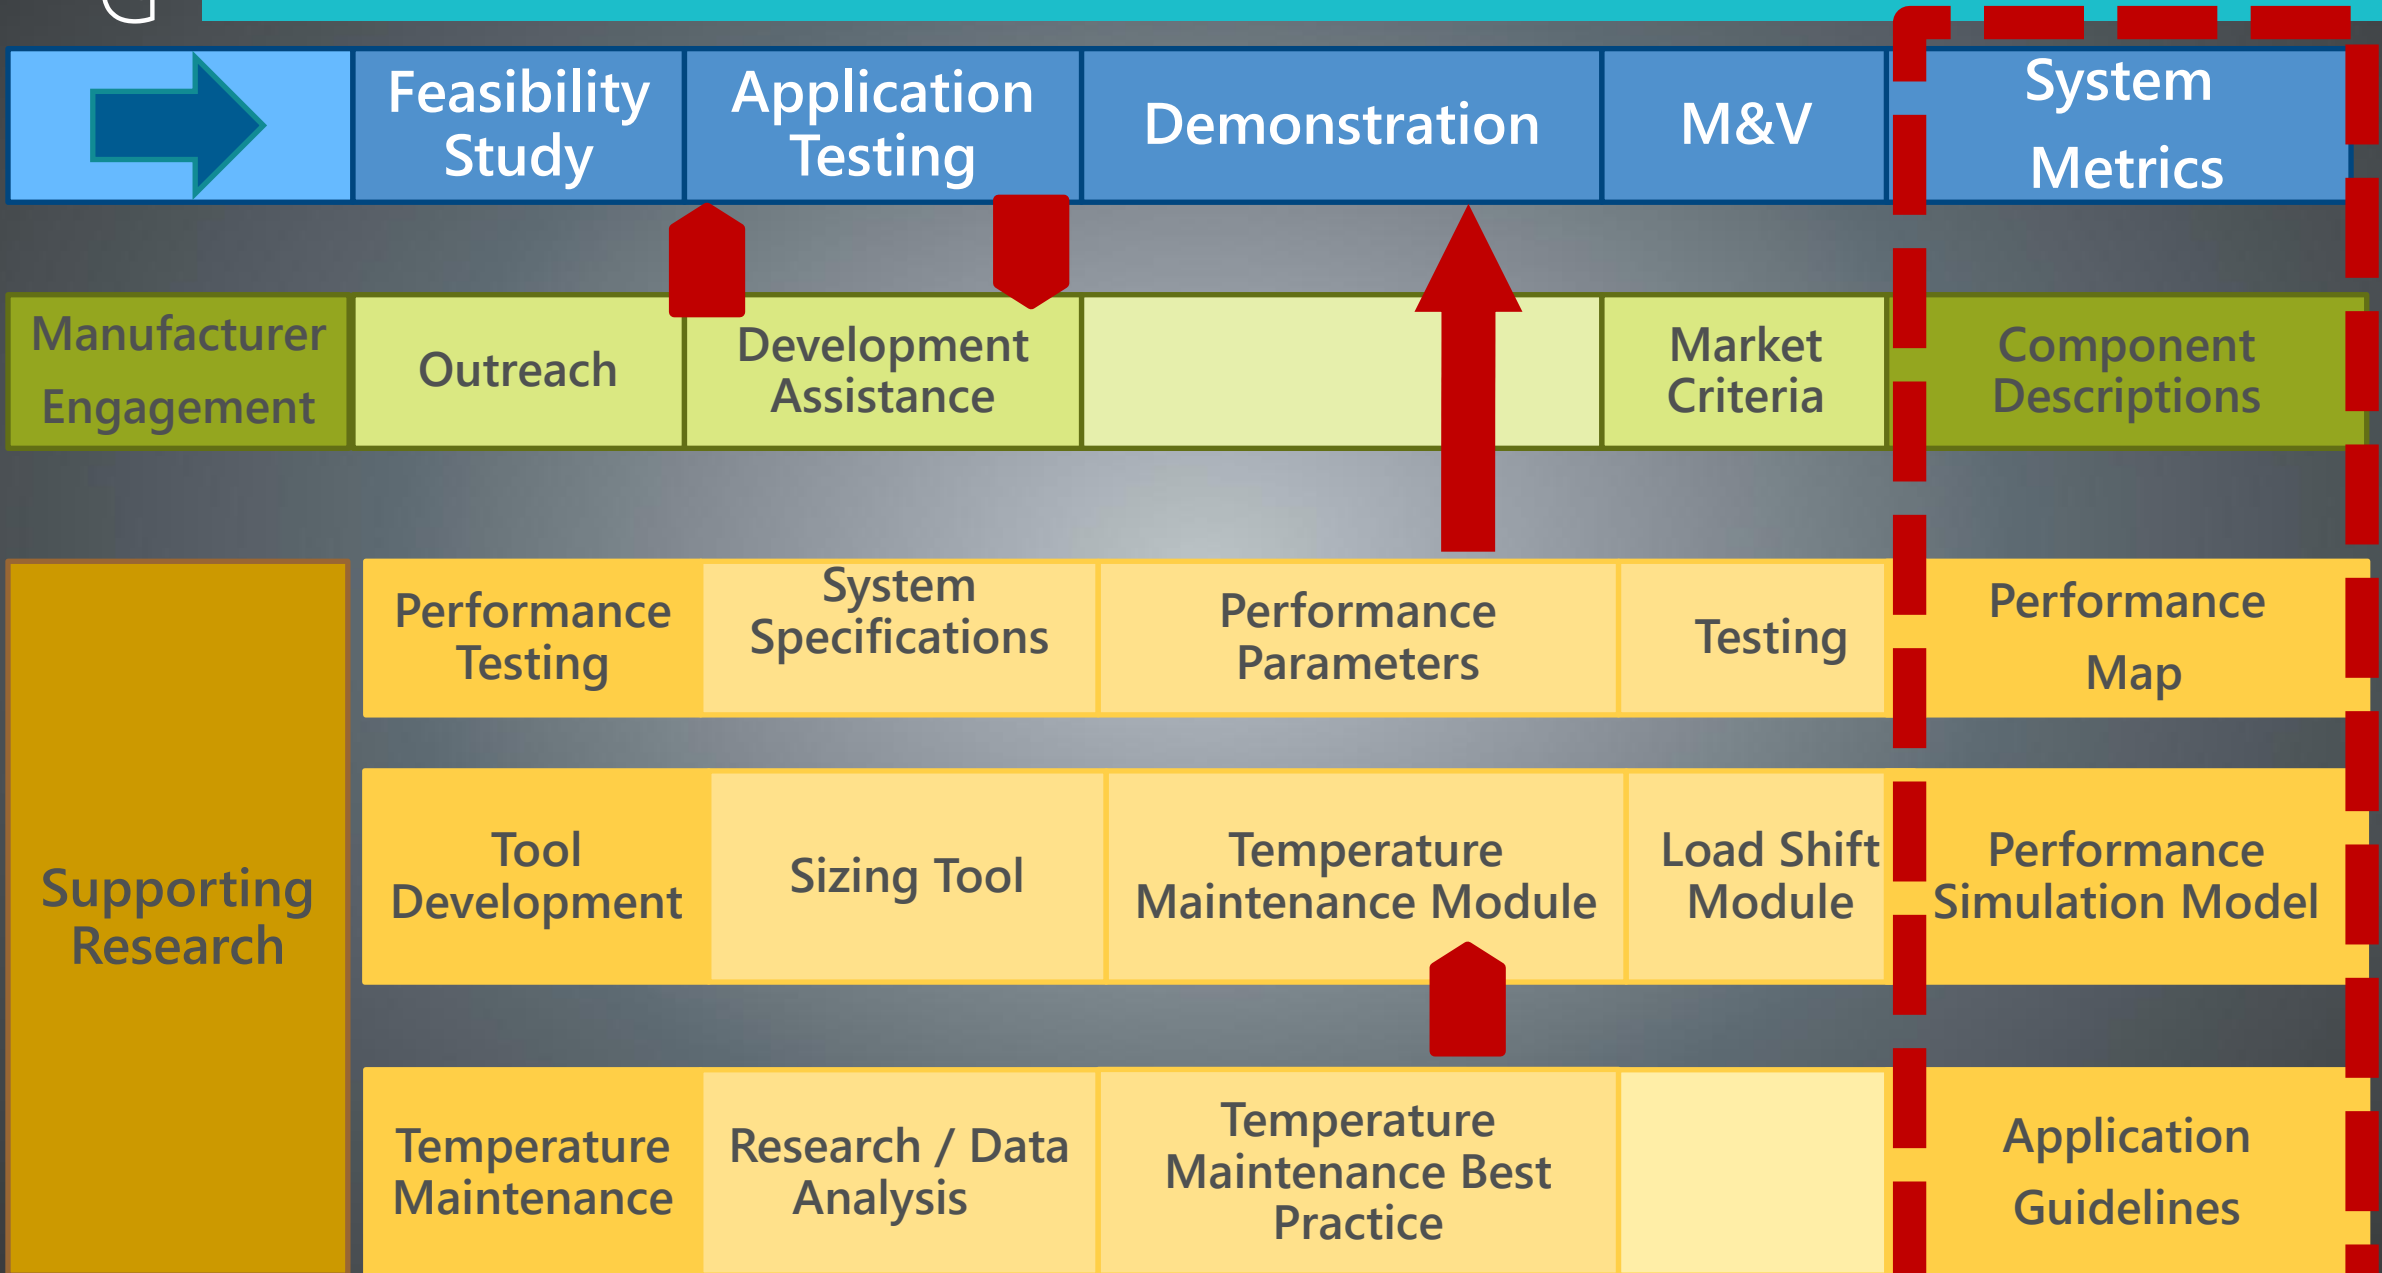 Feasibility
Study
Application
Testing
Demonstration
M&V
System
Metrics
Manufacturer
Engagement
Outreach
Development
Assistance
Market
Criteria
Component
Descriptions
Supporting
Research
Performance
Testing
System
Specifications
Performance
Parameters
Testing
Performance
Map
Tool
Development
Sizing Tool
Temperature
Maintenance Module
Load Shift
Module
Performance
Simulation Model
Temperature
Maintenance
Research / Data
Analysis
Temperature
Maintenance Best
Practice
Application
Guidelines